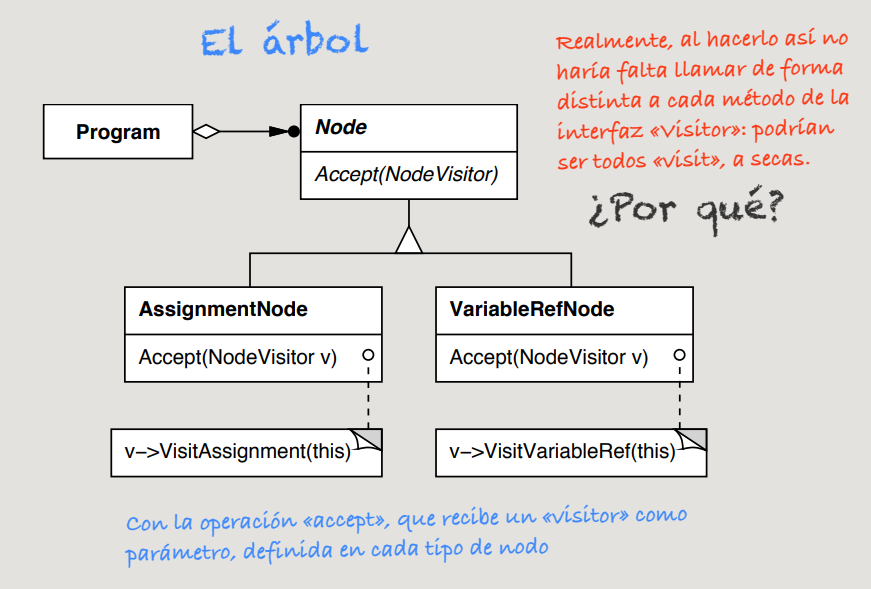 El árbol
Realmente, al hacerlo así no
haría falta llamar de forma
distinta a cada método de la
interfaz «Visitor»: podrían
ser todos «visit», a secas.
¿Por qué?
Program
Node
Accept(NodeVisitor)
AssignmentNode
Accept(NodeVisitor v)
VariableRefNode
Accept(NodeVisitor v)
v–>VisitAssignment(this)
v–>VisitVariableRef(this)
Con la operación «accept», que recibe un «visitor» como
parámetro, definida en cada tipo de nodo